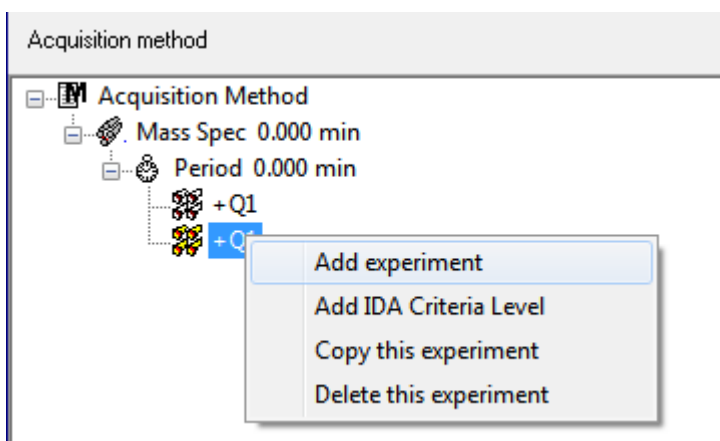 Acquisition method
Acquisition Method
Mass Spec 0.000 min
Period 0.000 min
+Q1
+Q1
Add experiment
Add IDA Criteria Level
Copy this experiment
Delete this experiment